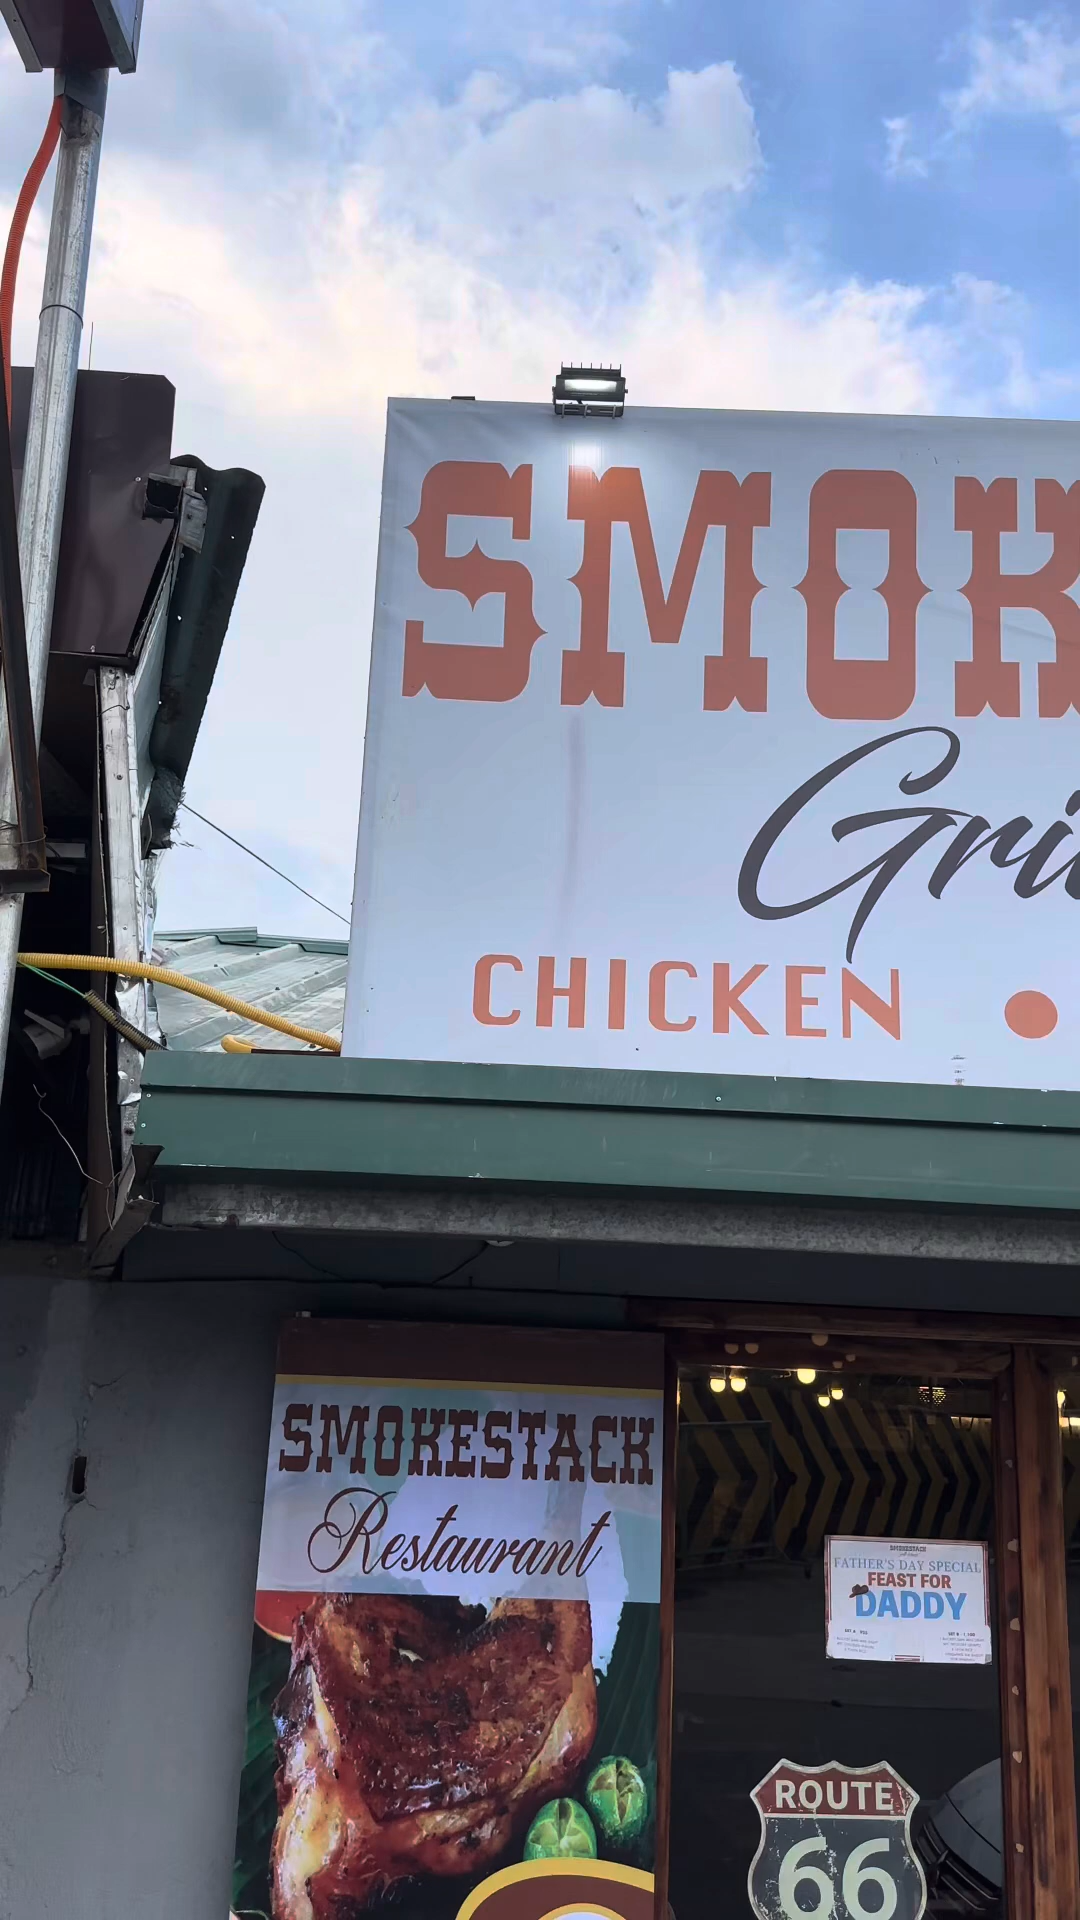 SMOK
Gri
CHICKEN •
SMOKESTACK
Restaurant
SMOKESTACK
FATHER'S DAY SPECIAL
FEAST FOR
DADDY
ROUTE
66